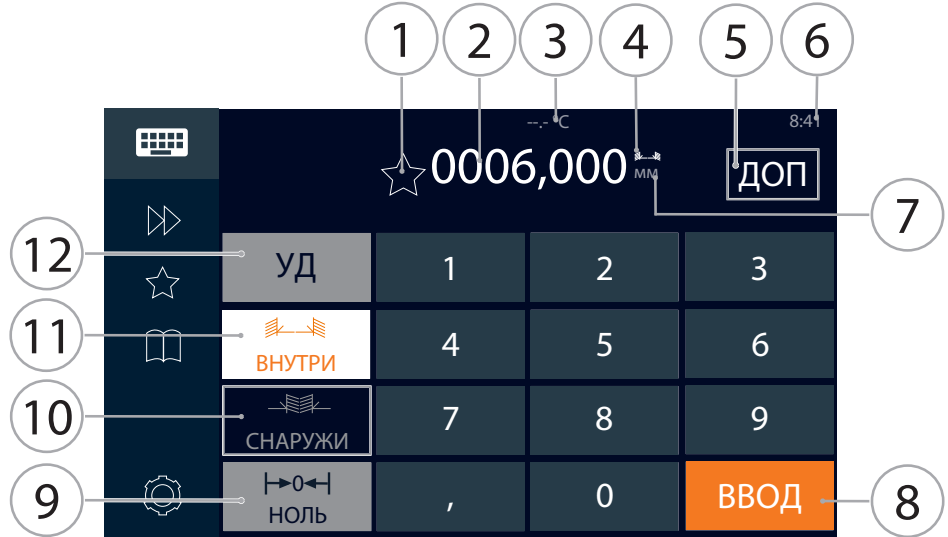 1 2 3 4 5 6
--.- °C 8:41
0006,000 мм ДОП
7
12 УД 1 2 3
11 ВНУТРИ 4 5 6
10 СНАРУЖИ 7 8 9
9 0 НОЛЬ , 0 ВВОД 8